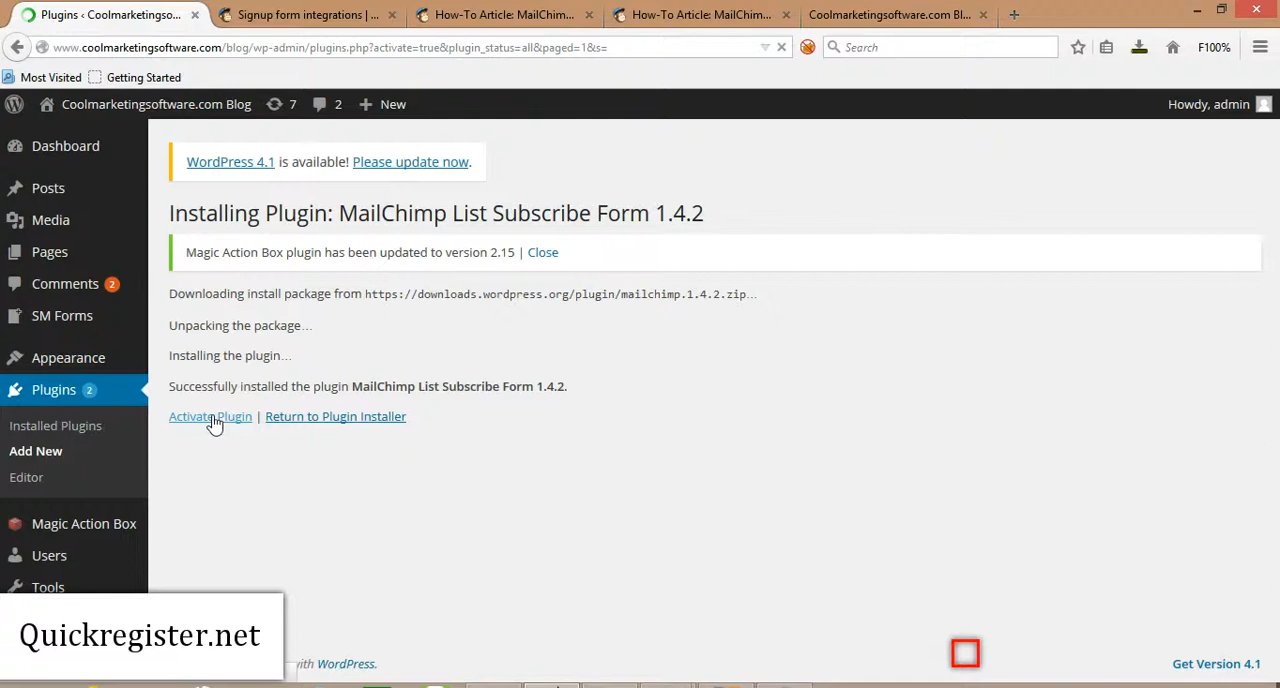 Plugins ‹ Coolmarketingso...
Signup form integrations | ...
How-To Article: MailChimp...
How-To Article: MailChimp...
Coolmarketingsoftware.com Bl...
www.coolmarketingsoftware.com/blog/wp-admin/plugins.php?activate=true&plugin_status=all&paged=1&s=
Search
F100%
Most Visited
Getting Started
Coolmarketingsoftware.com Blog
7
2
New
Howdy, admin
Dashboard
Posts
Media
Pages
Comments 2
SM Forms
Appearance
Plugins 2
Installed Plugins
Add New
Editor
Magic Action Box
Users
Tools
WordPress 4.1 is available! Please update now.
Installing Plugin: MailChimp List Subscribe Form 1.4.2
Magic Action Box plugin has been updated to version 2.15 | Close
Downloading install package from https://downloads.wordpress.org/plugin/mailchimp.1.4.2.zip…
Unpacking the package…
Installing the plugin…
Successfully installed the plugin MailChimp List Subscribe Form 1.4.2.
Activate Plugin | Return to Plugin Installer
Quickregister.net
with WordPress.
Get Version 4.1